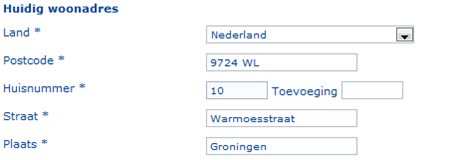 Huidig woonadres
Land * Nederland
Postcode * 9724 WL
Huisnummer * 10 Toevoeging
Straat * Warmoesstraat
Plaats * Groningen